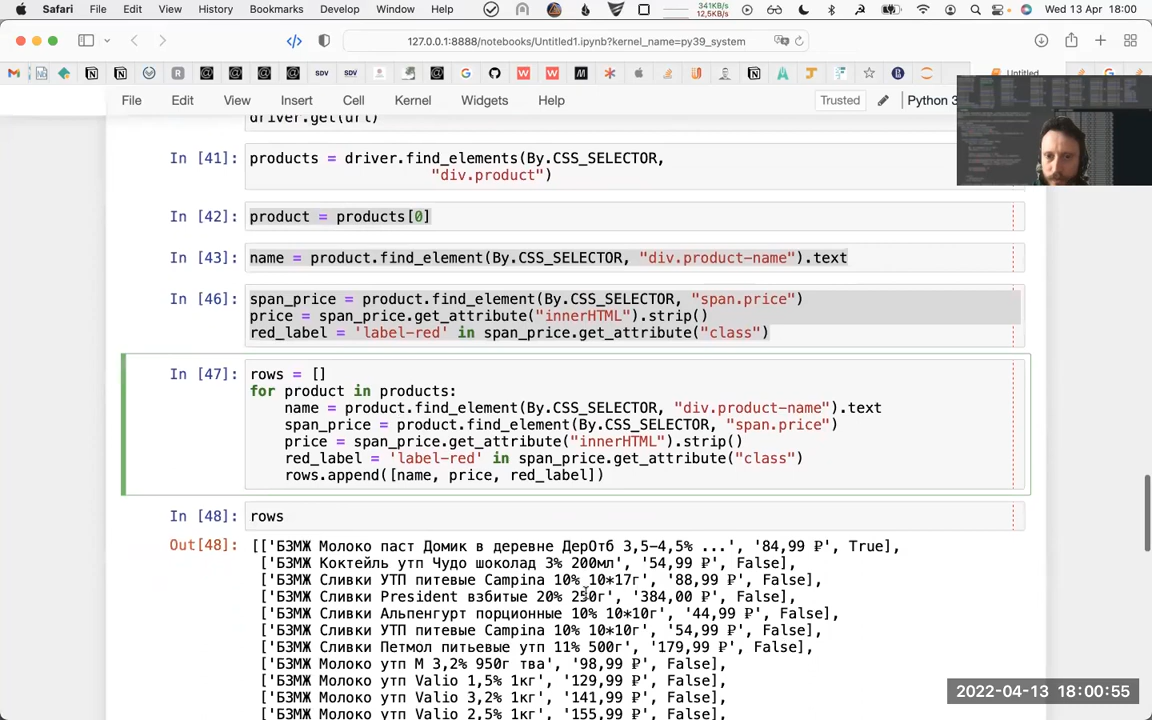 Safari File Edit View History Bookmarks Develop Window Help 341KB/s 12,5KB/s Wed 13 Apr 18:00
127.0.0.1:8888/notebooks/Untitled1.ipynb?kernel_name=py39_system
SDV SDV Untitled
File Edit View Insert Cell Kernel Widgets Help Trusted Python 3
driver.get(url)
In [41]: products = driver.find_elements(By.CSS_SELECTOR,
"div.product")
In [42]: product = products[0]
In [43]: name = product.find_element(By.CSS_SELECTOR, "div.product-name").text
In [46]: span_price = product.find_element(By.CSS_SELECTOR, "span.price")
price = span_price.get_attribute("innerHTML").strip()
red_label = 'label-red' in span_price.get_attribute("class")
In [47]: rows = []
for product in products:
name = product.find_element(By.CSS_SELECTOR, "div.product-name").text
span_price = product.find_element(By.CSS_SELECTOR, "span.price")
price = span_price.get_attribute("innerHTML").strip()
red_label = 'label-red' in span_price.get_attribute("class")
rows.append([name, price, red_label])
In [48]: rows
Out[48]: [['БЗМЖ Молоко паст Домик в деревне ДерОтб 3,5-4,5% ...', '84,99 ₽', True],
['БЗМЖ Коктейль утп Чудо шоколад 3% 200мл', '54,99 ₽', False],
['БЗМЖ Сливки УТП питевые Campina 10% 10*17г', '88,99 ₽', False],
['БЗМЖ Сливки President взбитые 20% 250г', '384,00 ₽', False],
['БЗМЖ Сливки Альпенгурт порционные 10% 10*10г', '44,99 ₽', False],
['БЗМЖ Сливки УТП питевые Campina 10% 10*10г', '54,99 ₽', False],
['БЗМЖ Сливки Петмол питьевые утп 11% 500г', '179,99 ₽', False],
['БЗМЖ Молоко утп М 3,2% 950г тва', '98,99 ₽', False],
['БЗМЖ Молоко утп Valio 1,5% 1кг', '129,99 ₽', False],
['БЗМЖ Молоко утп Valio 3,2% 1кг', '141,99 ₽', False],
['БЗМЖ Молоко утп Valio 2,5% 1кг', '155,99 ₽', False],
2022-04-13 18:00:55